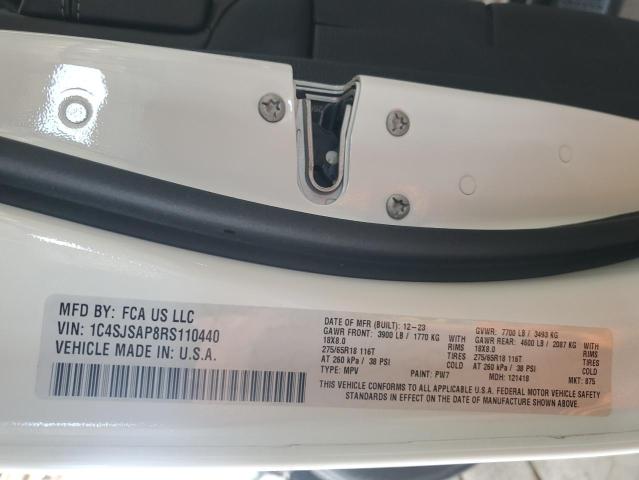 MFD BY: FCA US LLC
VIN: 1C4SJSAP8RS110440
VEHICLE MADE IN: U.S.A.
DATE OF MFR (BUILT): 12-23 GVWR: 7700 LB / 3493 KG
GAWR FRONT: 3900 LB / 1770 KG WITH GAWR REAR: 4600 LB / 2087 KG WITH
18X8.0 RIMS 18X8.0 RIMS
275/65R18 116T TIRES 275/65R18 116T TIRES
AT 260 kPa / 38 PSI COLD AT 260 kPa / 38 PSI COLD
TYPE: MPV PAINT: PW7 MDH: 121418 MKT: 875
THIS VEHICLE CONFORMS TO ALL APPLICABLE U.S.A. FEDERAL MOTOR VEHICLE SAFETY
STANDARDS IN EFFECT ON THE DATE OF MANUFACTURE SHOWN ABOVE.